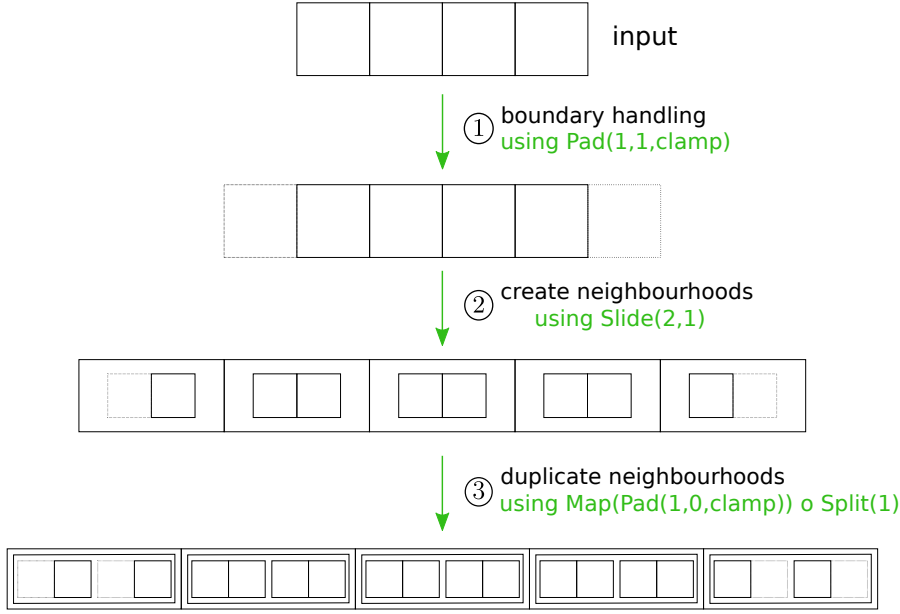 input
① boundary handling
using Pad(1,1,clamp)
② create neighbourhoods
using Slide(2,1)
③ duplicate neighbourhoods
using Map(Pad(1,0,clamp)) o Split(1)